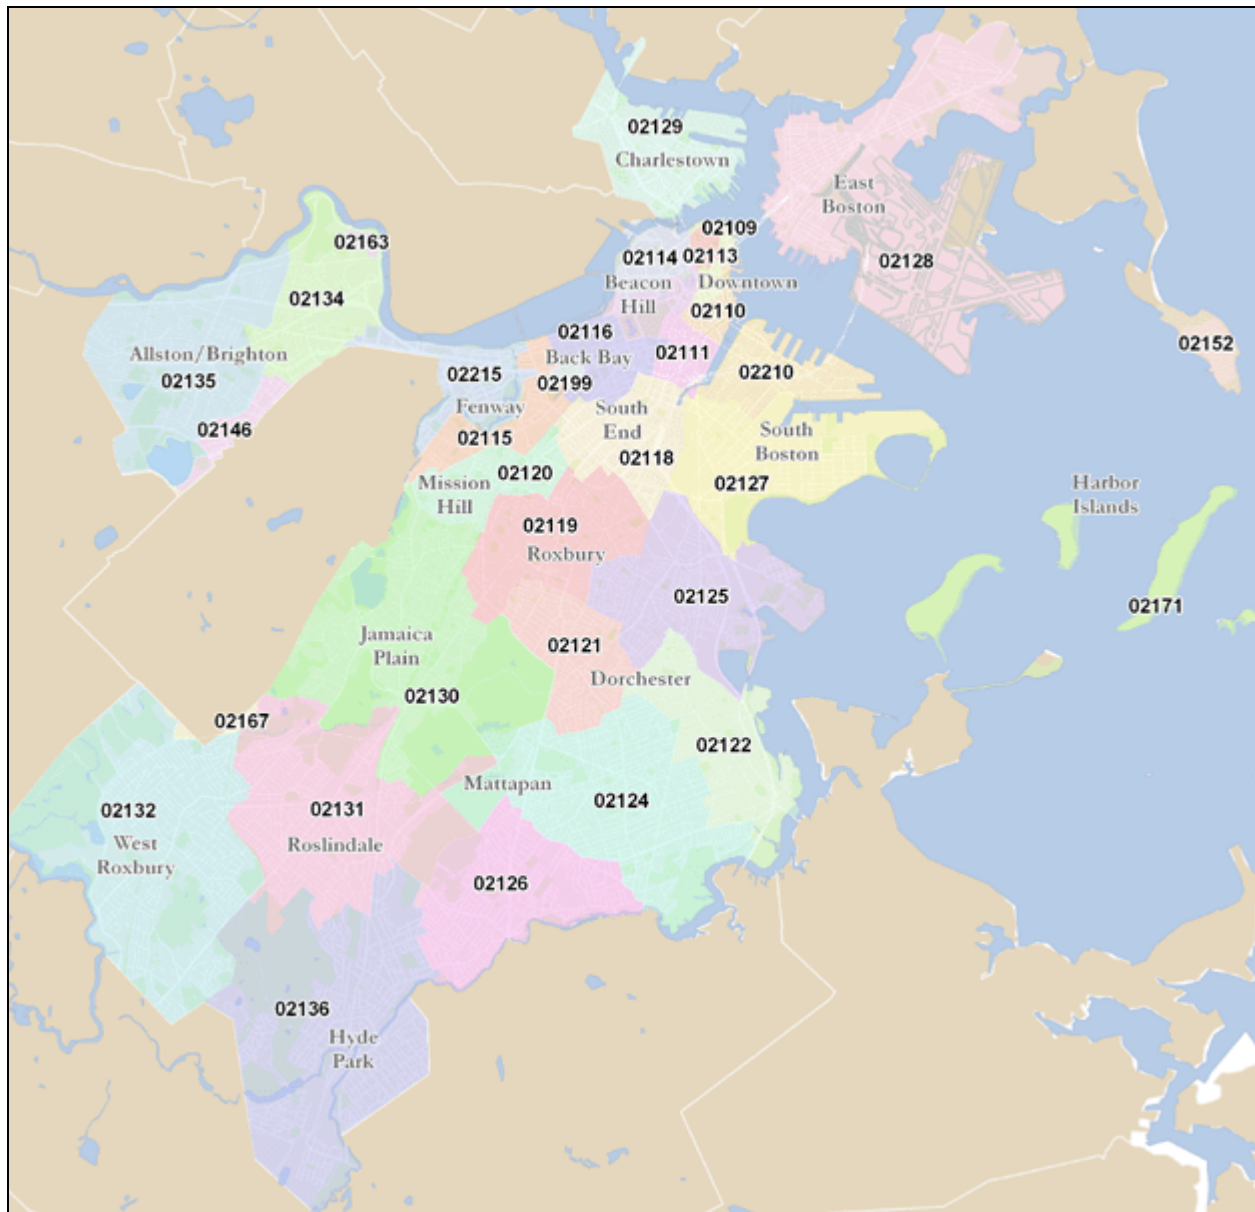 02129
Charlestown
East
Boston
02109
02163
02114
02113
02128
Beacon
Hill
Downtown
02134
02110
02116
02152
Allston/Brighton
Back Bay
02111
02135
02215
02199
02210
Fenway
South
End
02146
02115
South
Boston
02118
02120
Mission
Hill
02127
Harbor
Islands
02119
Roxbury
02125
02171
Jamaica
Plain
02121
Dorchester
02130
02167
02122
Mattapan
02124
02132
02131
West
Roxbury
Roslindale
02126
02136
Hyde
Park